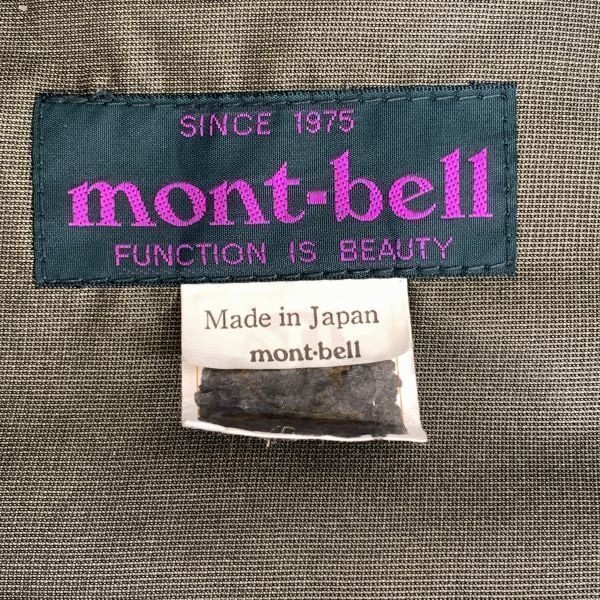 SINCE 1975
mont-bell
FUNCTION IS BEAUTY
Made in Japan
mont-bell